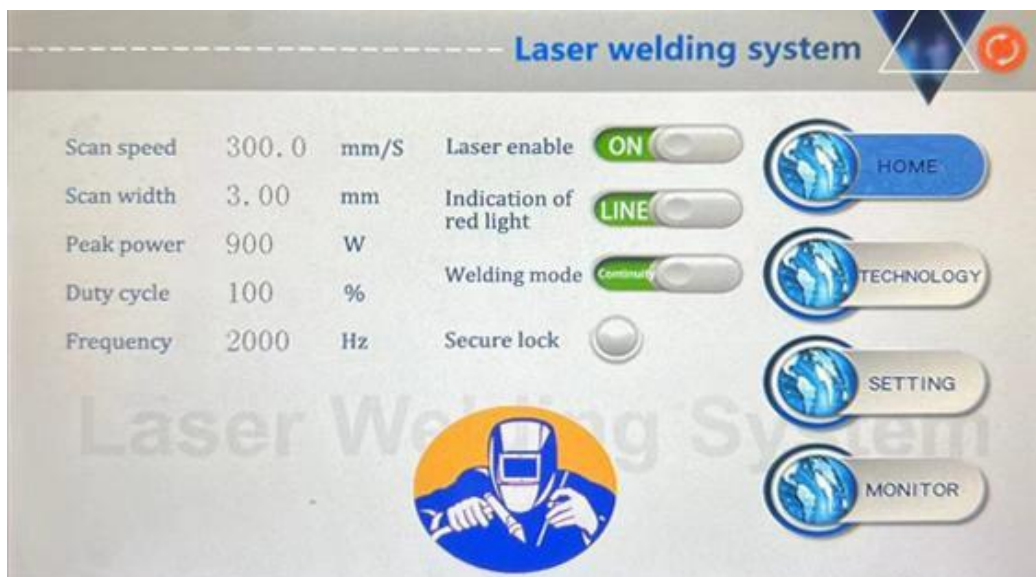 Laser welding system
Scan speed 300.0 mm/S
Scan width 3.00 mm
Peak power 900 W
Duty cycle 100 %
Frequency 2000 Hz
Laser enable ON
Indication of
red light LINE
Welding mode Continuity
Secure lock
HOME
TECHNOLOGY
SETTING
MONITOR
Laser Welding System